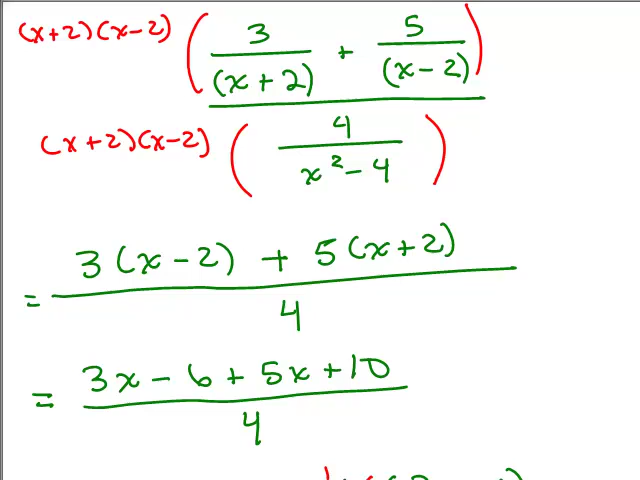 (x+2)(x-2) ( 3/(x+2) + 5/(x-2) )
(x+2)(x-2) ( 4/(x²-4) )
= (3(x-2) + 5(x+2))/4
= (3x - 6 + 5x + 10)/4